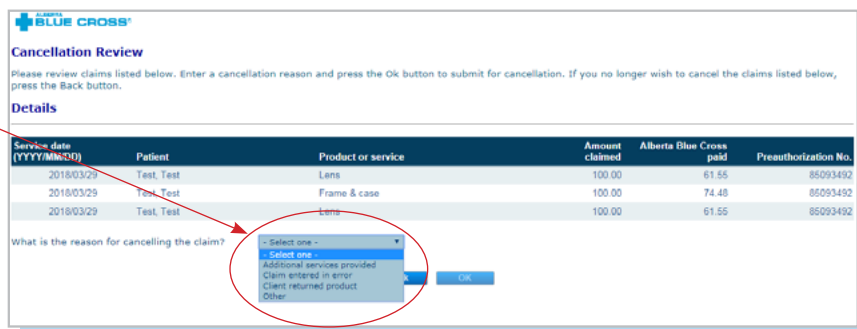 ALBERTA
BLUE CROSS®
Cancellation Review
Please review claims listed below. Enter a cancellation reason and press the Ok button to submit for cancellation. If you no longer wish to cancel the claims listed below,
press the Back button.
Details
Service date (YYYY/MM/DD) Patient Product or service Amount claimed Alberta Blue Cross paid Preauthorization No.
2018/03/29 Test, Test Lens 100.00 61.55 85093492
2018/03/29 Test, Test Frame & case 100.00 74.48 85093492
2018/03/29 Test, Test Lens 100.00 61.55 85093492
What is the reason for cancelling the claim? - Select one -
- Select one -
Additional services provided
Claim entered in error
Client returned product
Other
k OK